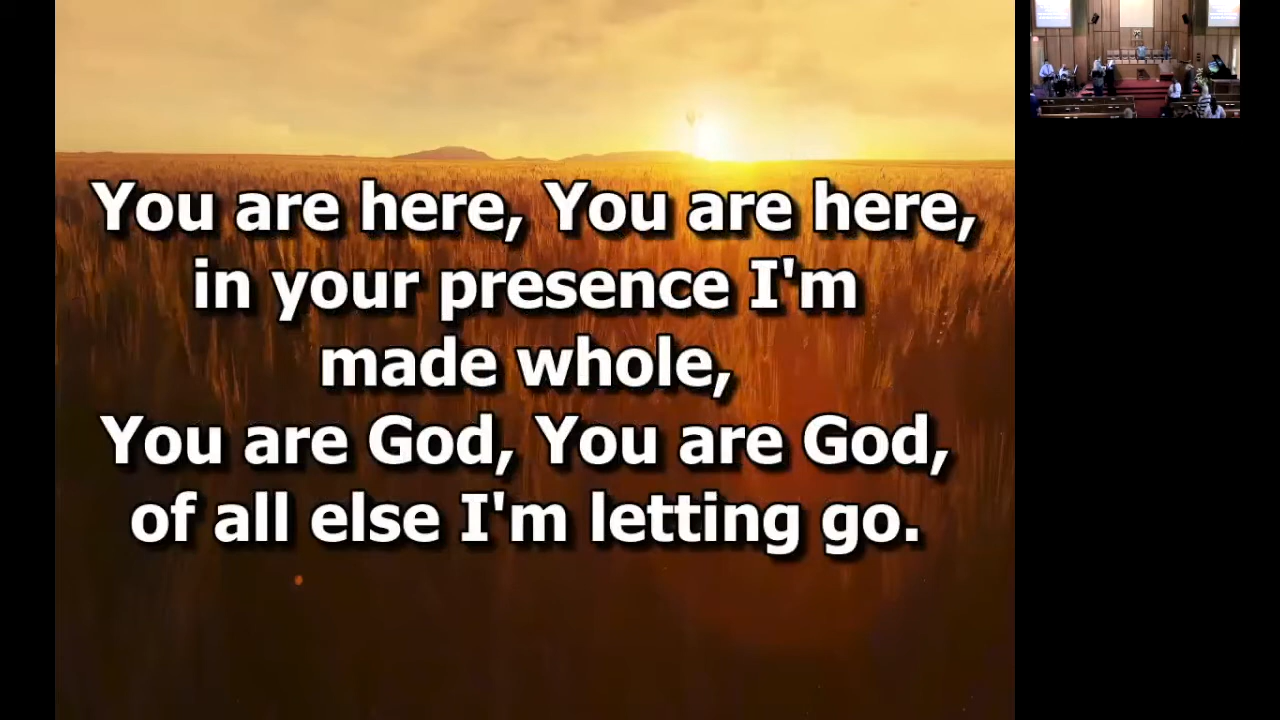 You are here, You are here,
in your presence I'm
made whole,
You are God, You are God,
of all else I'm letting go.